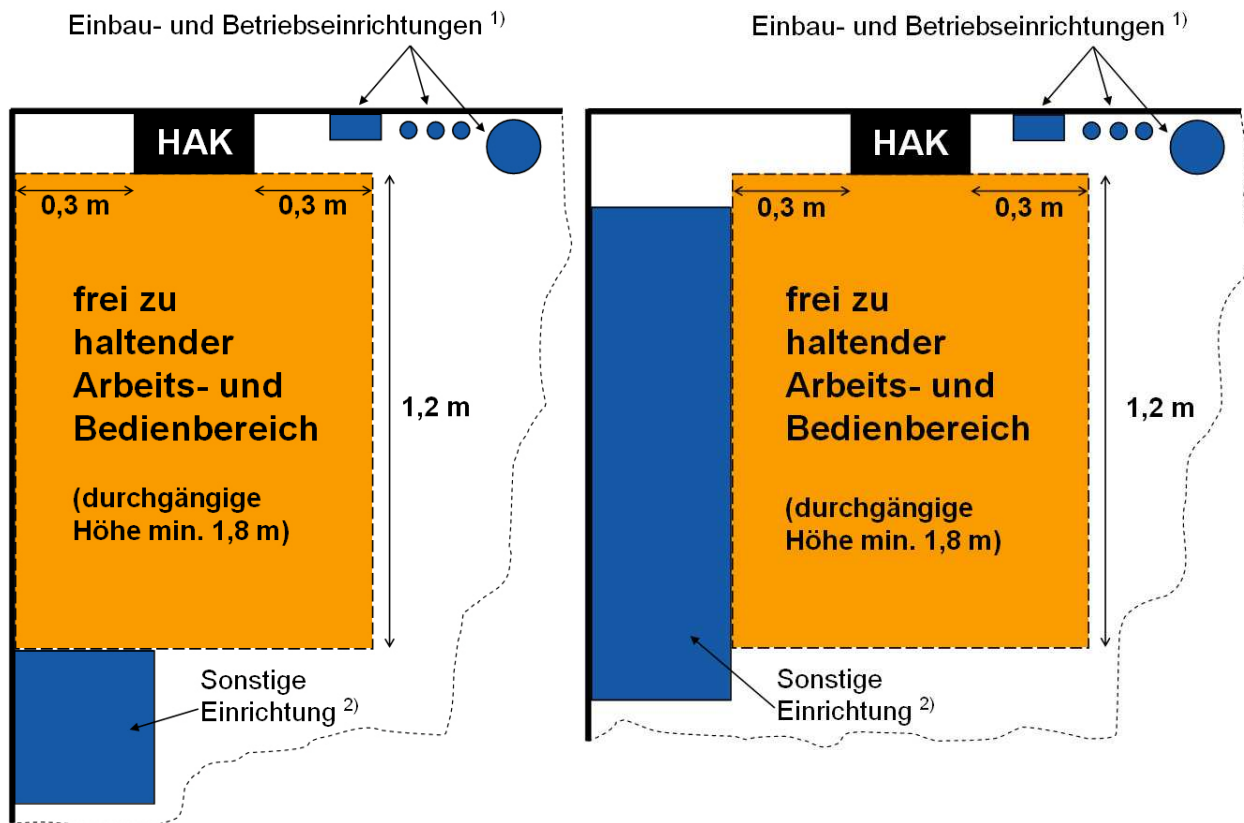 Einbau- und Betriebseinrichtungen 1)
HAK
0,3 m
0,3 m
frei zu
haltender
Arbeits- und
Bedienbereich
(durchgängige
Höhe min. 1,8 m)
1,2 m
Sonstige
Einrichtung 2)
Einbau- und Betriebseinrichtungen 1)
HAK
0,3 m
0,3 m
frei zu
haltender
Arbeits- und
Bedienbereich
(durchgängige
Höhe min. 1,8 m)
1,2 m
Sonstige
Einrichtung 2)